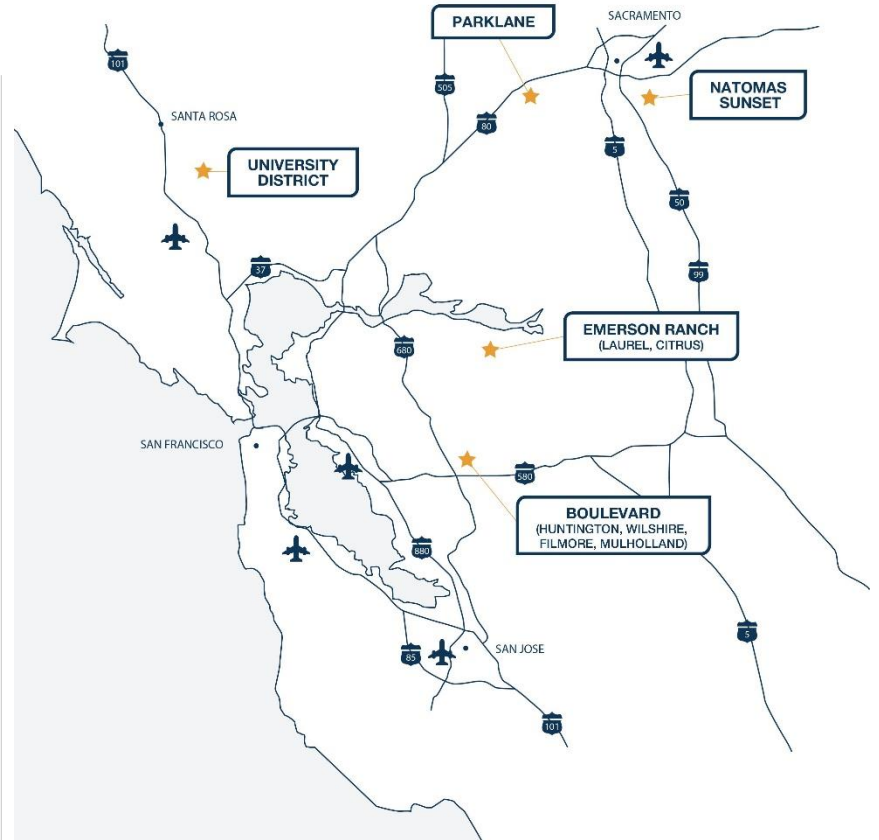 PARKLANE
SACRAMENTO
101
505
NATOMAS
SUNSET
SANTA ROSA
80
5
UNIVERSITY
DISTRICT
50
37
99
EMERSON RANCH
(LAUREL, CITRUS)
680
SAN FRANCISCO
580
BOULEVARD
(HUNTINGTON, WILSHIRE,
FILMORE, MULHOLLAND)
880
5
85
SAN JOSE
101